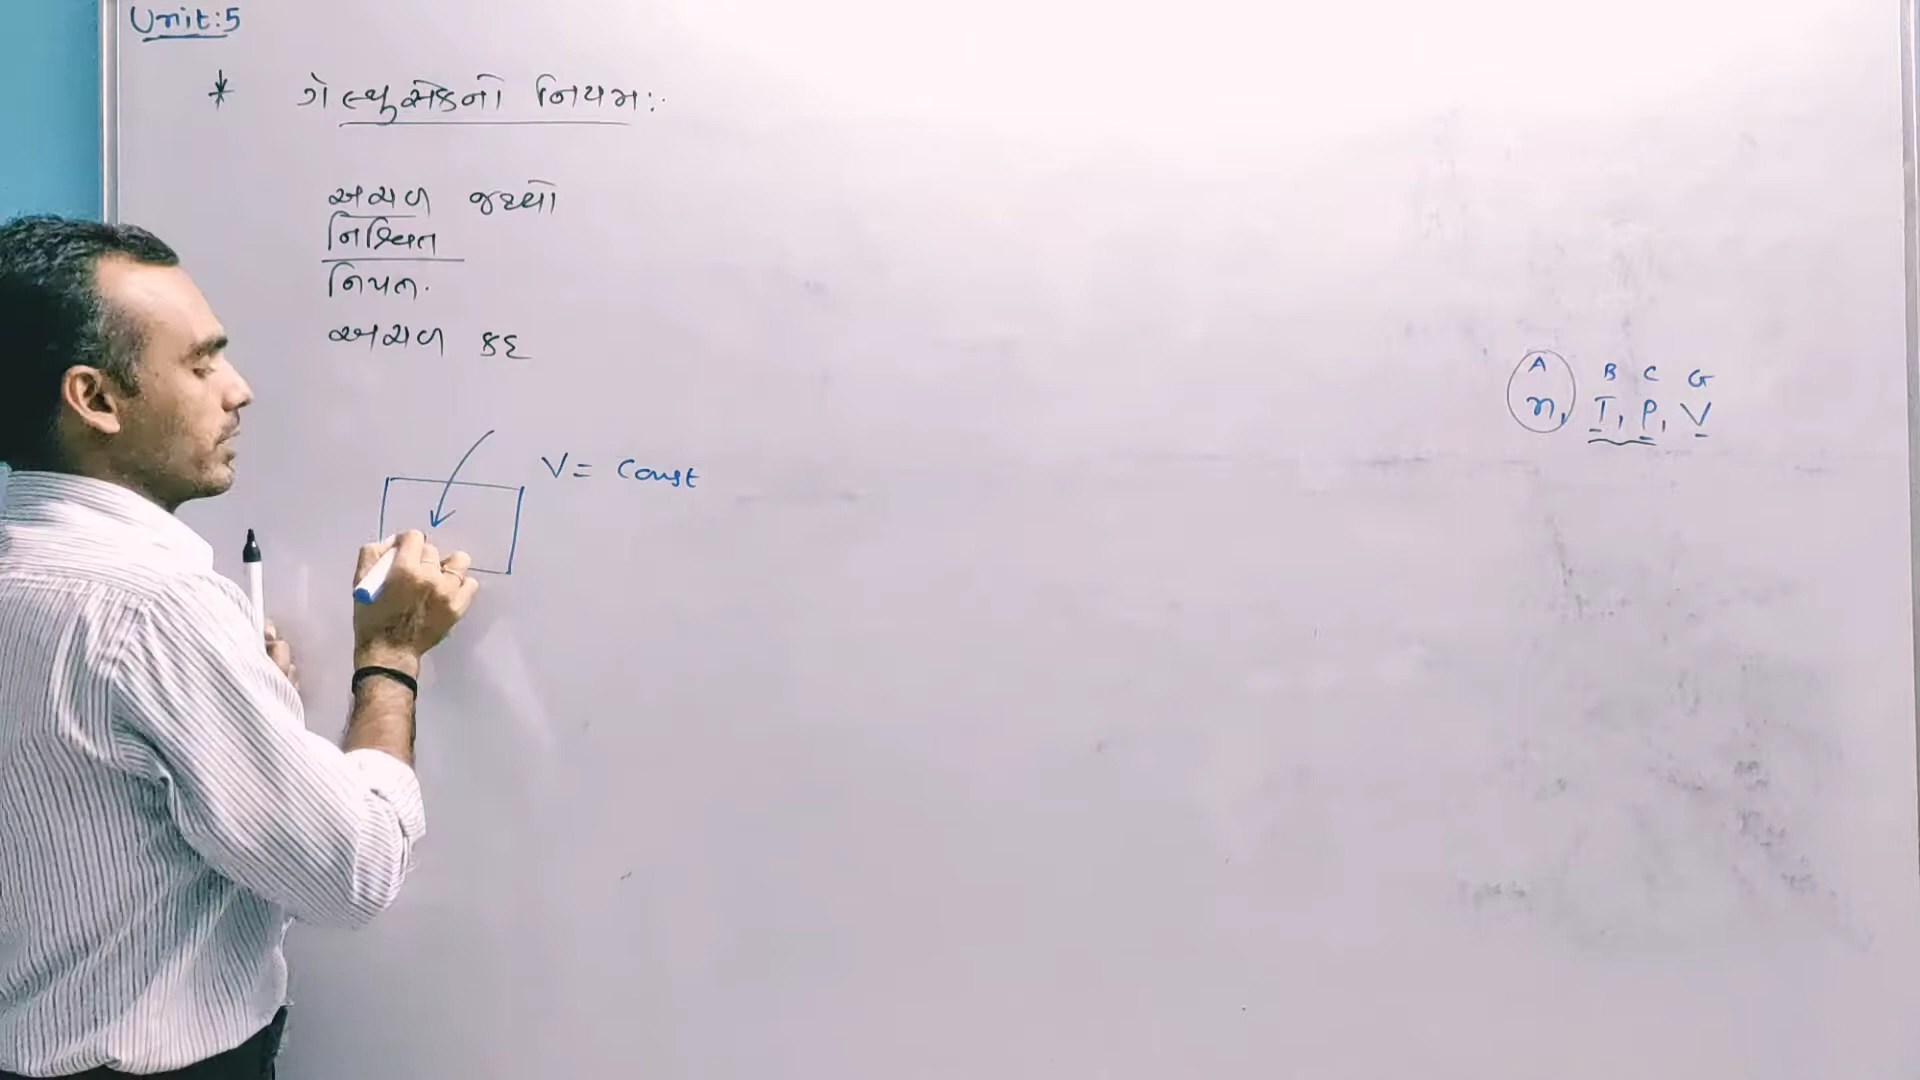 Unit:5
* ગેલ્યુસેકનો નિયમ:.
અચળ જથ્થો
નિશ્ચિત
નિયત.
અચળ કદ
A B C G
n, T, P, V
V = Const